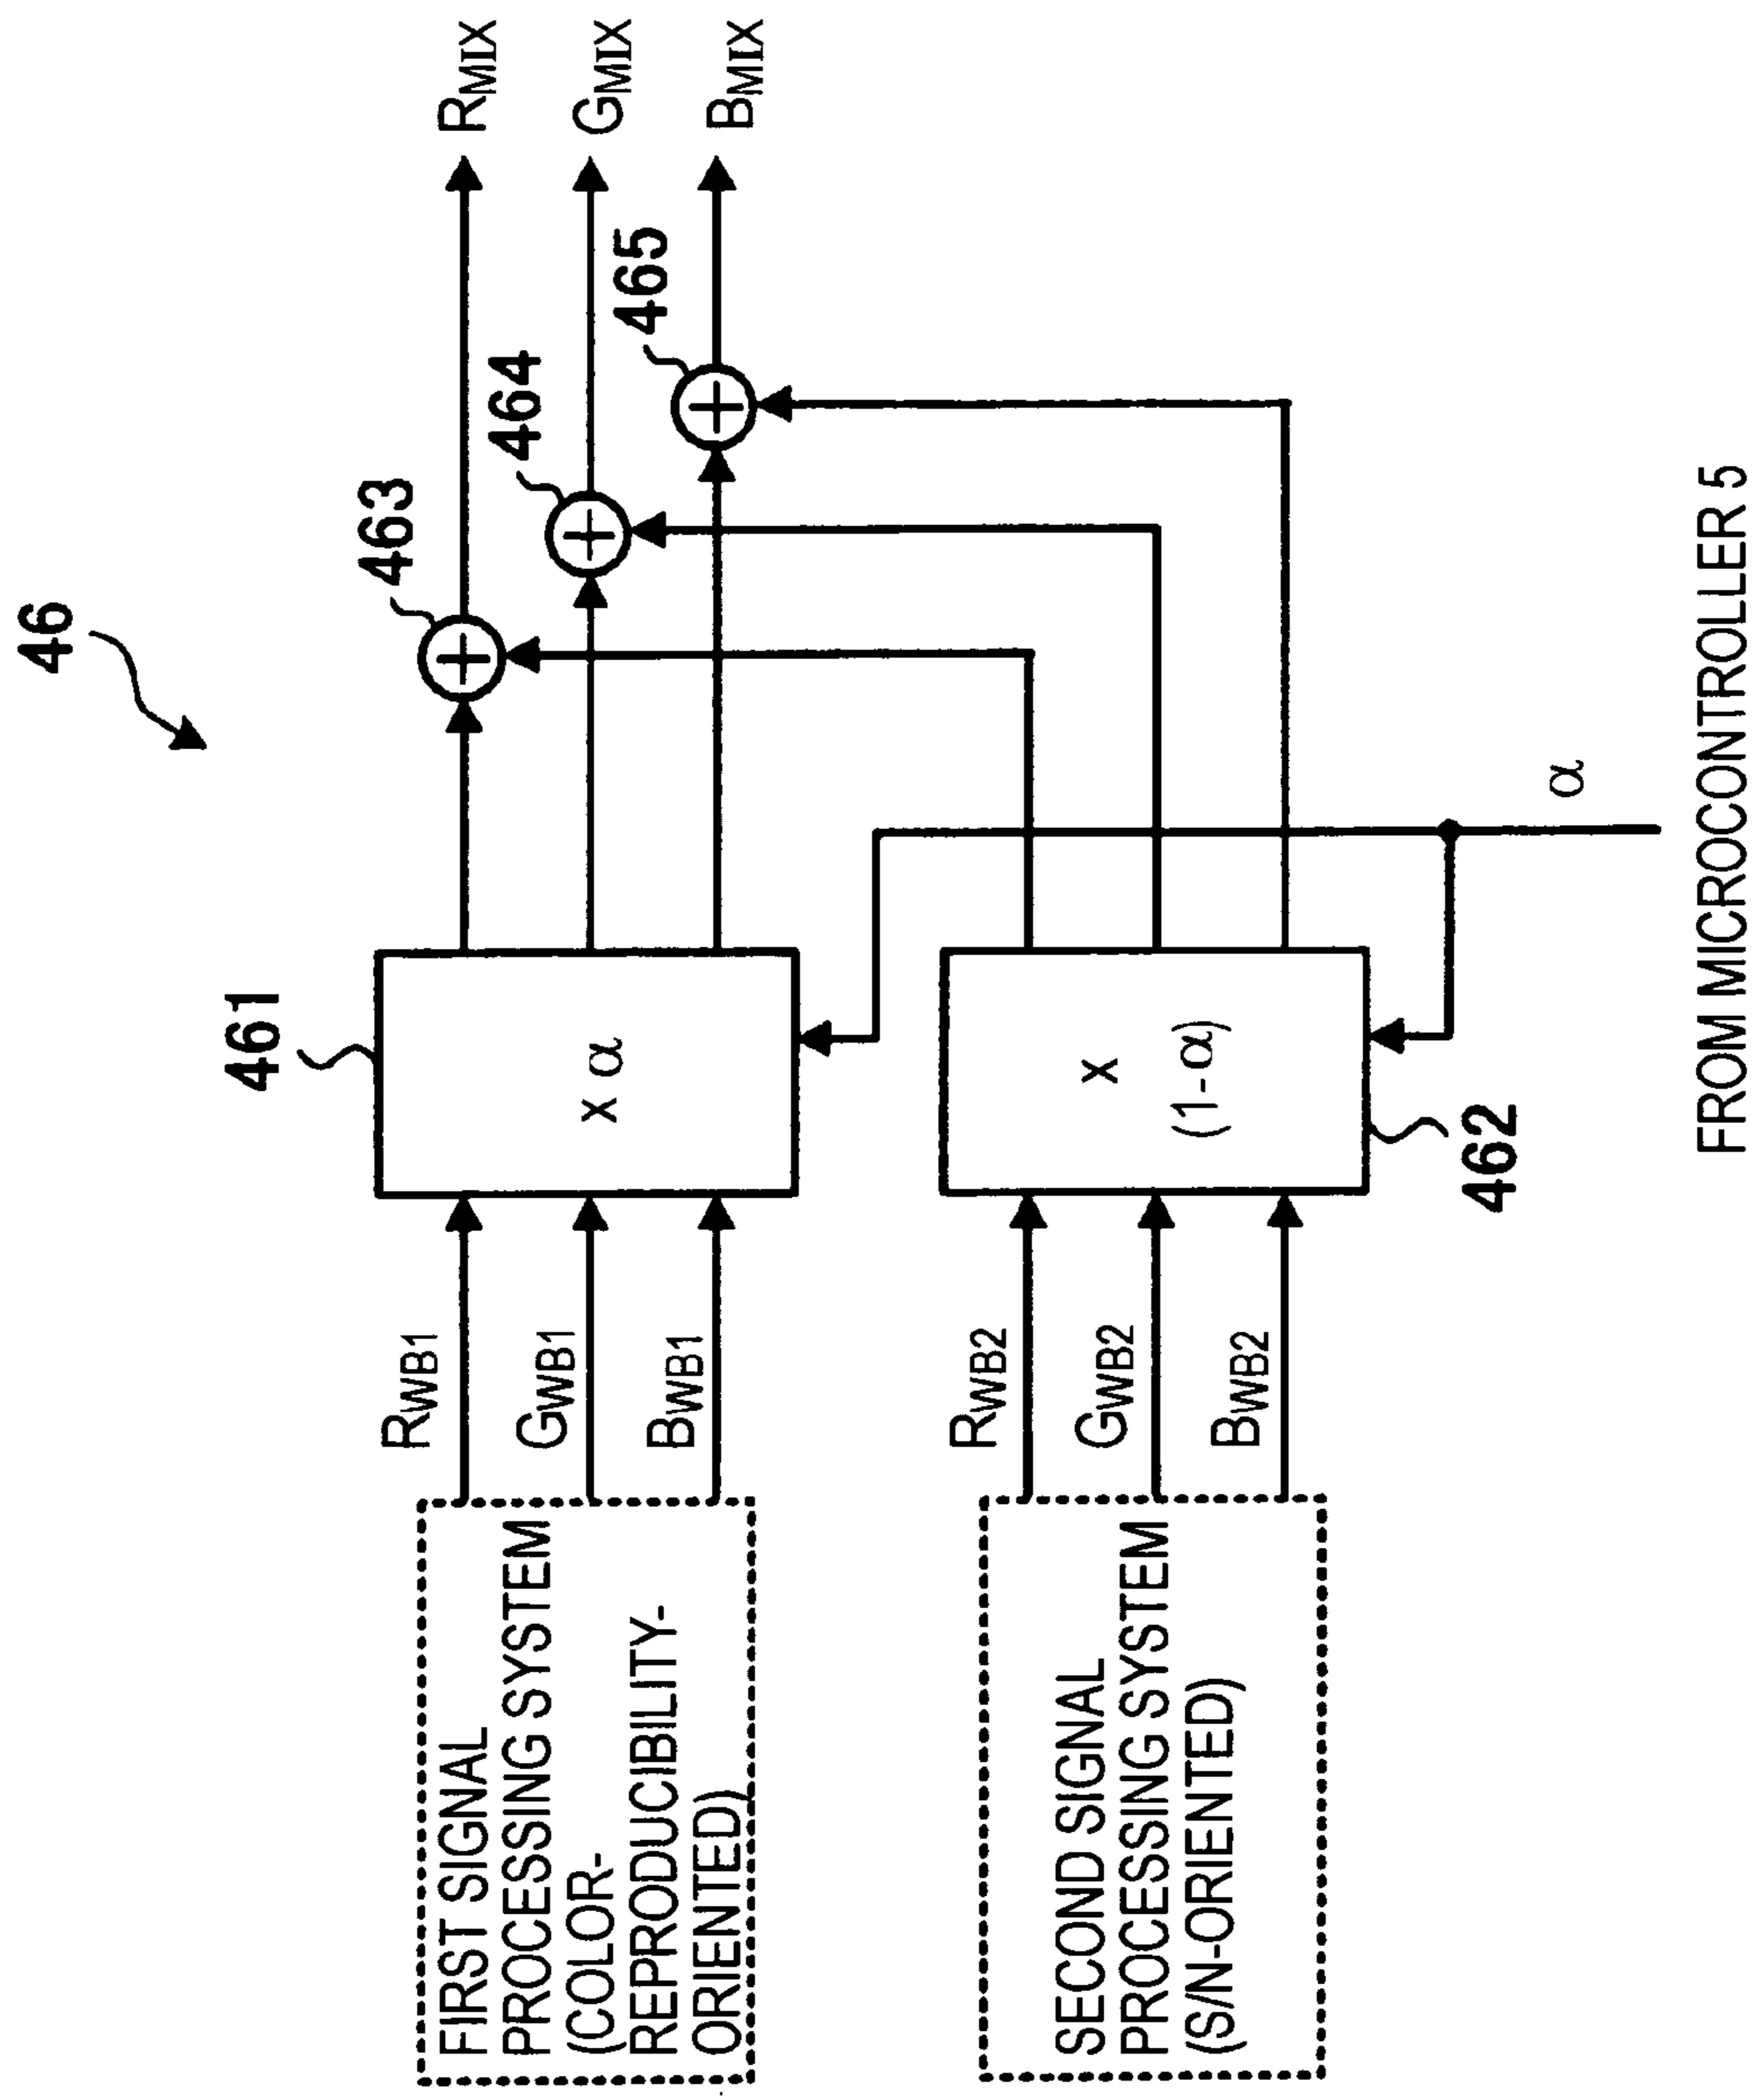 46
FIRST SIGNAL
PROCESSING SYSTEM
(COLOR-
REPRODUCIBILITY-
ORIENTED)
RWB1
GWB1
BWB1
461
x α
463
464
465
RMIX
GMIX
BMIX
SECOND SIGNAL
PROCESSING SYSTEM
(S/N-ORIENTED)
RWB2
GWB2
BWB2
x
(1-α)
462
α
FROM MICROCONTROLLER 5